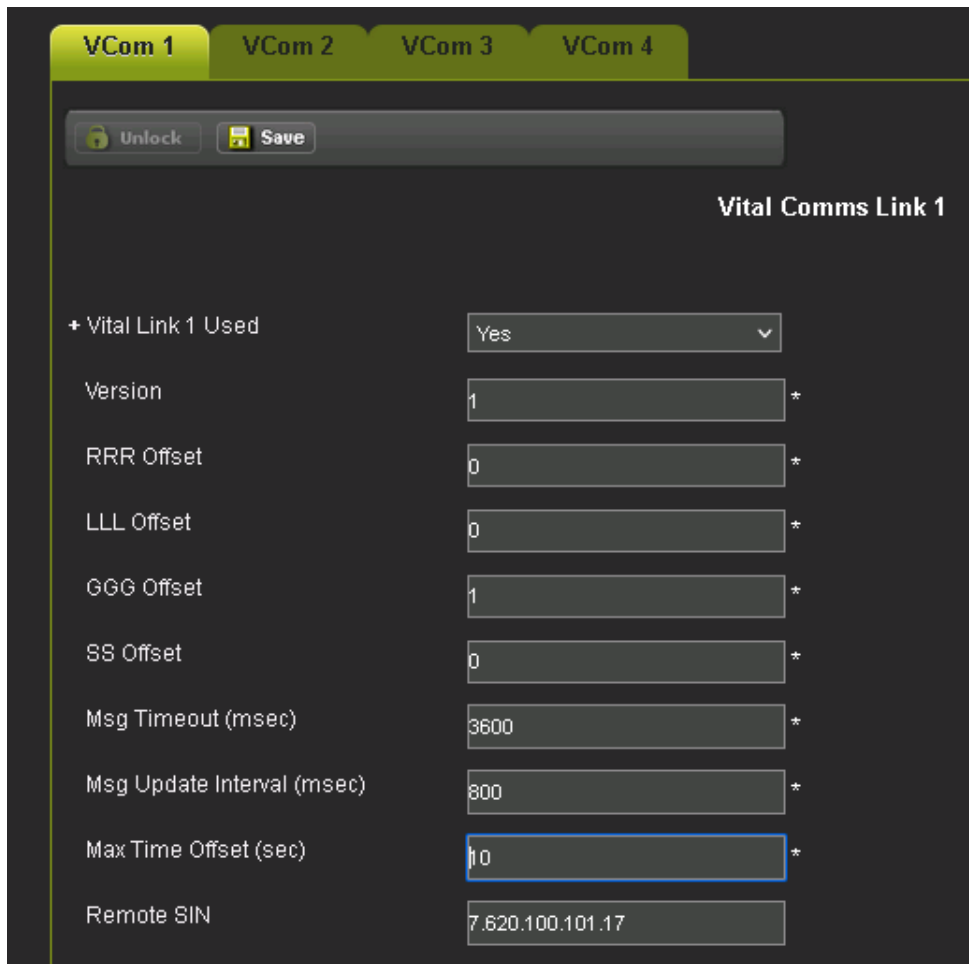 VCom 1 VCom 2 VCom 3 VCom 4
Unlock Save
Vital Comms Link 1
+ Vital Link 1 Used Yes
Version 1 *
RRR Offset 0 *
LLL Offset 0 *
GGG Offset 1 *
SS Offset 0 *
Msg Timeout (msec) 3600 *
Msg Update Interval (msec) 800 *
Max Time Offset (sec) 10 *
Remote SIN 7.620.100.101.17